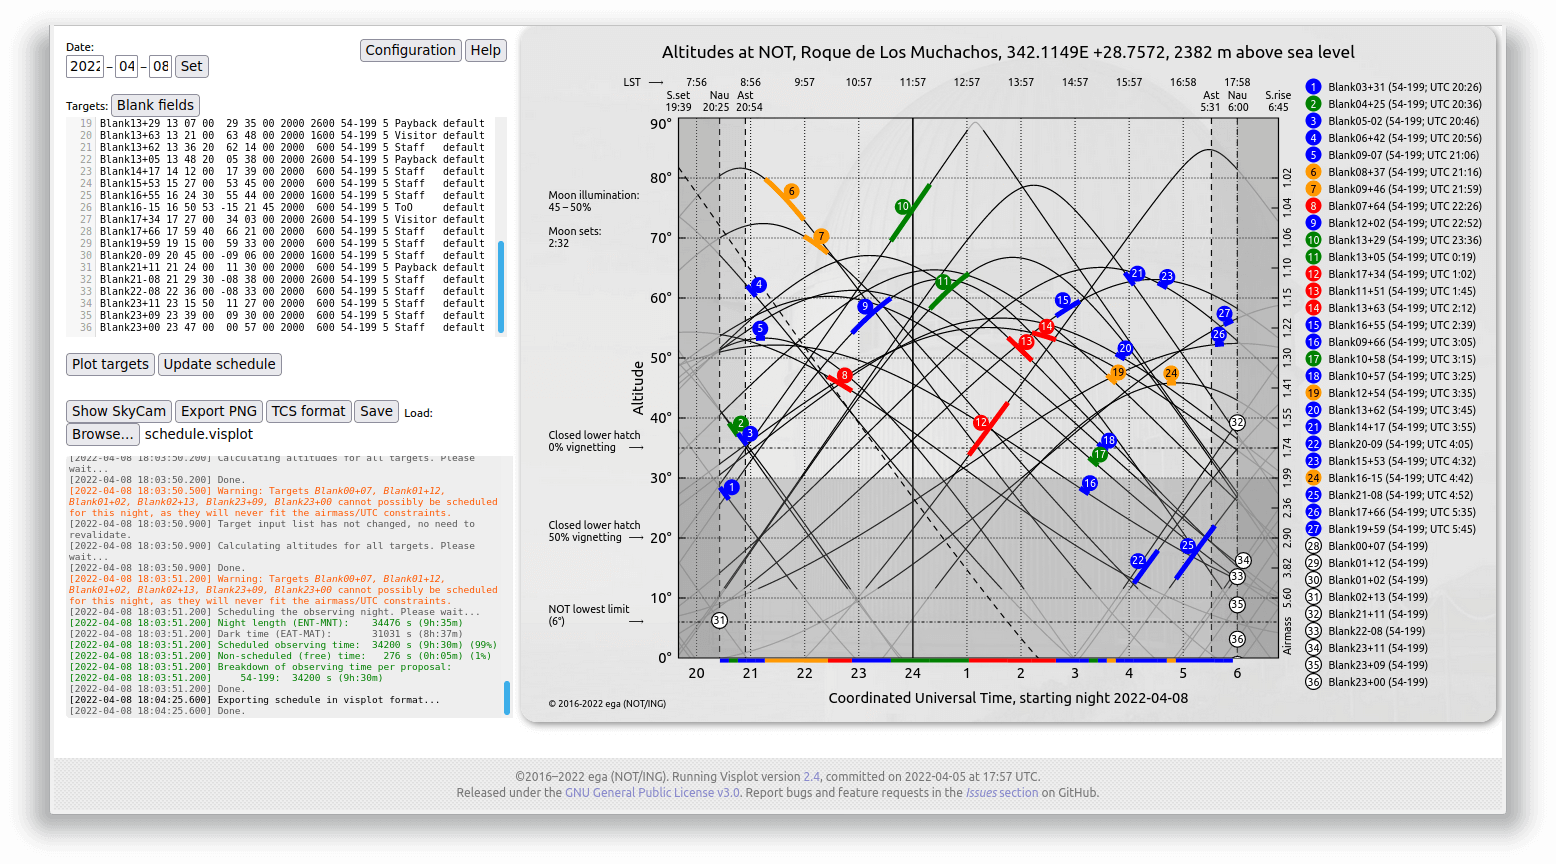 Date:
2022 – 04 – 08 Set
Configuration Help
Targets: Blank fields
19 Blank13+29 13 07 00 29 35 00 2000 2600 54-199 5 Payback default
20 Blank13+63 13 21 00 63 48 00 2000 1600 54-199 5 Visitor default
21 Blank13+62 13 36 20 62 14 00 2000 600 54-199 5 Staff default
22 Blank13+05 13 48 20 05 38 00 2000 2600 54-199 5 Payback default
23 Blank14+17 14 12 00 17 39 00 2000 600 54-199 5 Staff default
24 Blank15+53 15 27 00 53 45 00 2000 600 54-199 5 Staff default
25 Blank16+55 16 24 30 55 44 00 2000 1600 54-199 5 Staff default
26 Blank16-15 16 50 53 -15 21 45 2000 600 54-199 5 ToO default
27 Blank17+34 17 27 00 34 03 00 2000 2600 54-199 5 Visitor default
28 Blank17+66 17 59 40 66 21 00 2000 600 54-199 5 Staff default
29 Blank19+59 19 15 00 59 33 00 2000 600 54-199 5 Staff default
30 Blank20-09 20 45 00 -09 06 00 2000 1600 54-199 5 Staff default
31 Blank21+11 21 24 00 11 30 00 2000 600 54-199 5 Payback default
32 Blank21-08 21 29 30 -08 38 00 2000 2600 54-199 5 Staff default
33 Blank22-08 22 36 00 -08 33 00 2000 600 54-199 5 Staff default
34 Blank23+11 23 15 50 11 27 00 2000 600 54-199 5 Staff default
35 Blank23+09 23 39 00 09 30 00 2000 600 54-199 5 Staff default
36 Blank23+00 23 47 00 00 57 00 2000 600 54-199 5 Staff default
Plot targets Update schedule
Show SkyCam Export PNG TCS format Save Load:
Browse... schedule.visplot
[2022-04-08 18:03:50.200] Calculating altitudes for all targets. Please
wait...
[2022-04-08 18:03:50.200] Done.
[2022-04-08 18:03:50.500] Warning: Targets Blank00+07, Blank01+12,
Blank01+02, Blank02+13, Blank23+09, Blank23+00 cannot possibly be scheduled
for this night, as they will never fit the airmass/UTC constraints.
[2022-04-08 18:03:50.900] Target input list has not changed, no need to
revalidate.
[2022-04-08 18:03:50.900] Calculating altitudes for all targets. Please
wait...
[2022-04-08 18:03:50.900] Done.
[2022-04-08 18:03:51.200] Warning: Targets Blank00+07, Blank01+12,
Blank01+02, Blank02+13, Blank23+09, Blank23+00 cannot possibly be scheduled
for this night, as they will never fit the airmass/UTC constraints.
[2022-04-08 18:03:51.200] Scheduling the observing night. Please wait...
[2022-04-08 18:03:51.200] Night length (ENT-MNT): 34476 s (9h:35m)
[2022-04-08 18:03:51.200] Dark time (EAT-MAT): 31031 s (8h:37m)
[2022-04-08 18:03:51.200] Scheduled observing time: 34200 s (9h:30m) (99%)
[2022-04-08 18:03:51.200] Non-scheduled (free) time: 276 s (0h:05m) (1%)
[2022-04-08 18:03:51.200] Breakdown of observing time per proposal:
[2022-04-08 18:03:51.200] 54-199: 34200 s (9h:30m)
[2022-04-08 18:03:51.200] Done.
[2022-04-08 18:04:25.600] Exporting schedule in visplot format...
[2022-04-08 18:04:25.600] Done.
Altitudes at NOT, Roque de Los Muchachos, 342.1149E +28.7572, 2382 m above sea level
LST → 7:56 8:56 9:57 10:57 11:57 12:57 13:57 14:57 15:57 16:58 17:58
S.set Nau Ast Ast Nau S.rise
19:39 20:25 20:54 5:31 6:00 6:45
Moon illumination:
45 – 50%
Moon sets:
2:32
Closed lower hatch
0% vignetting →
Closed lower hatch
50% vignetting →
NOT lowest limit
(6°) →
Altitude
90°
80°
70°
60°
50°
40°
30°
20°
10°
0°
6
7
10
4
5
9
11
15
21
23
27
26
8
13
14
20
19
24
2
3
12
32
18
17
1
16
22
25
34
33
31
35
36
1.02
1.04
1.06
1.10
1.15
1.22
1.30
1.41
1.55
1.74
1.99
2.36
2.90
3.82
5.60
Airmass
20 21 22 23 24 1 2 3 4 5 6
Coordinated Universal Time, starting night 2022-04-08
© 2016-2022 ega (NOT/ING)
1 Blank03+31 (54-199; UTC 20:26)
2 Blank04+25 (54-199; UTC 20:36)
3 Blank05-02 (54-199; UTC 20:46)
4 Blank06+42 (54-199; UTC 20:56)
5 Blank09-07 (54-199; UTC 21:06)
6 Blank08+37 (54-199; UTC 21:16)
7 Blank09+46 (54-199; UTC 21:59)
8 Blank07+64 (54-199; UTC 22:26)
9 Blank12+02 (54-199; UTC 22:52)
10 Blank13+29 (54-199; UTC 23:36)
11 Blank13+05 (54-199; UTC 0:19)
12 Blank17+34 (54-199; UTC 1:02)
13 Blank11+51 (54-199; UTC 1:45)
14 Blank13+63 (54-199; UTC 2:12)
15 Blank16+55 (54-199; UTC 2:39)
16 Blank09+66 (54-199; UTC 3:05)
17 Blank10+58 (54-199; UTC 3:15)
18 Blank10+57 (54-199; UTC 3:25)
19 Blank12+54 (54-199; UTC 3:35)
20 Blank13+62 (54-199; UTC 3:45)
21 Blank14+17 (54-199; UTC 3:55)
22 Blank20-09 (54-199; UTC 4:05)
23 Blank15+53 (54-199; UTC 4:32)
24 Blank16-15 (54-199; UTC 4:42)
25 Blank21-08 (54-199; UTC 4:52)
26 Blank17+66 (54-199; UTC 5:35)
27 Blank19+59 (54-199; UTC 5:45)
28 Blank00+07 (54-199)
29 Blank01+12 (54-199)
30 Blank01+02 (54-199)
31 Blank02+13 (54-199)
32 Blank21+11 (54-199)
33 Blank22-08 (54-199)
34 Blank23+11 (54-199)
35 Blank23+09 (54-199)
36 Blank23+00 (54-199)
©2016–2022 ega (NOT/ING). Running Visplot version 2.4, committed on 2022-04-05 at 17:57 UTC.
Released under the GNU General Public License v3.0. Report bugs and feature requests in the Issues section on GitHub.